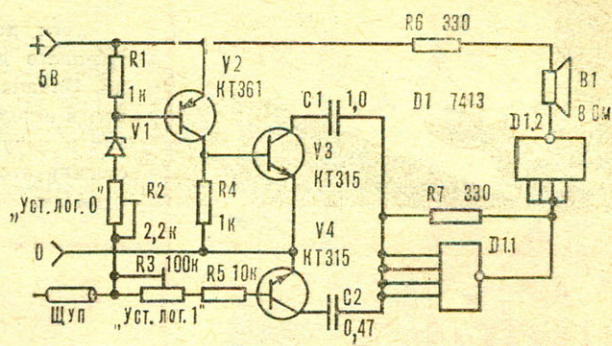 R6 330
+
5В
R1
1к
V2
КТ361
V1
C1 1,0
D1 7413
B1
8 Ом
D1.2
V3
КТ315
„Уст. лог. 0"
R2
2,2к
R4
1к
R7 330
V4
КТ315
0
D1.1
R3 100к
R5 10к
Щуп
„Уст. лог. 1"
C2
0,47